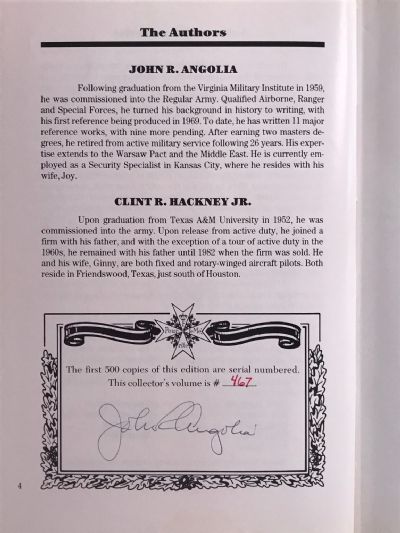 The Authors
JOHN R. ANGOLIA
Following graduation from the Virginia Military Institute in 1959,
he was commissioned into the Regular Army. Qualified Airborne, Ranger
and Special Forces, he turned his background in history to writing, with
his first reference being produced in 1969. To date, he has written 11 major
reference works, with nine more pending. After earning two masters de-
grees, he retired from active military service following 26 years. His exper-
tise extends to the Warsaw Pact and the Middle East. He is currently em-
ployed as a Security Specialist in Kansas City, where he resides with his
wife, Joy.
CLINT R. HACKNEY JR.
Upon graduation from Texas A&M University in 1952, he was
commissioned into the army. Upon release from active duty, he joined a
firm with his father, and with the exception of a tour of active duty in the
1960s, he remained with his father until 1982 when the firm was sold. He
and his wife, Ginny, are both fixed and rotary-winged aircraft pilots. Both
reside in Friendswood, Texas, just south of Houston.
The first 500 copies of this edition are serial numbered.
This collector's volume is # 467
John Angolia
4